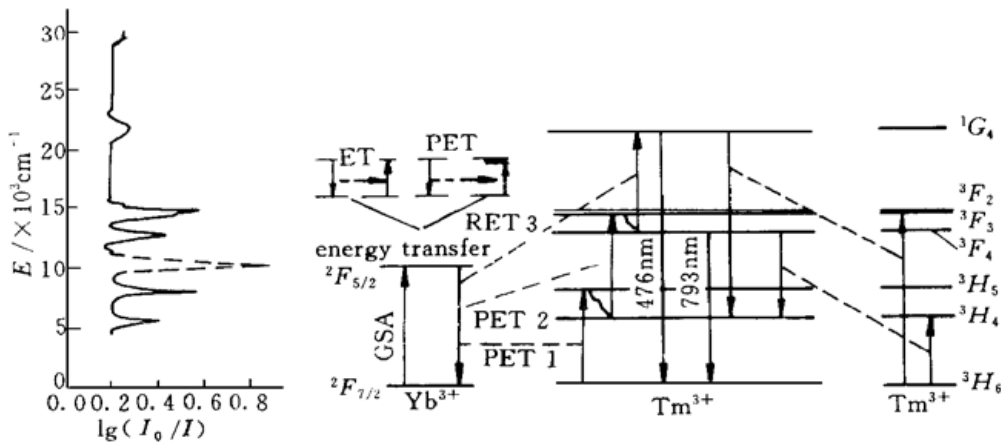 30
25
20
15
10
5
0
E / ×10³cm⁻¹
0.0 0.2 0.4 0.6 0.8
lg( I₀/I )
ET
PET
energy transfer
²F₅/₂
GSA
²F₇/₂
Yb³⁺
RET 3
PET 2
PET 1
476nm
793nm
Tm³⁺
¹G₄
³F₂
³F₃
³F₄
³H₅
³H₄
³H₆
Tm³⁺